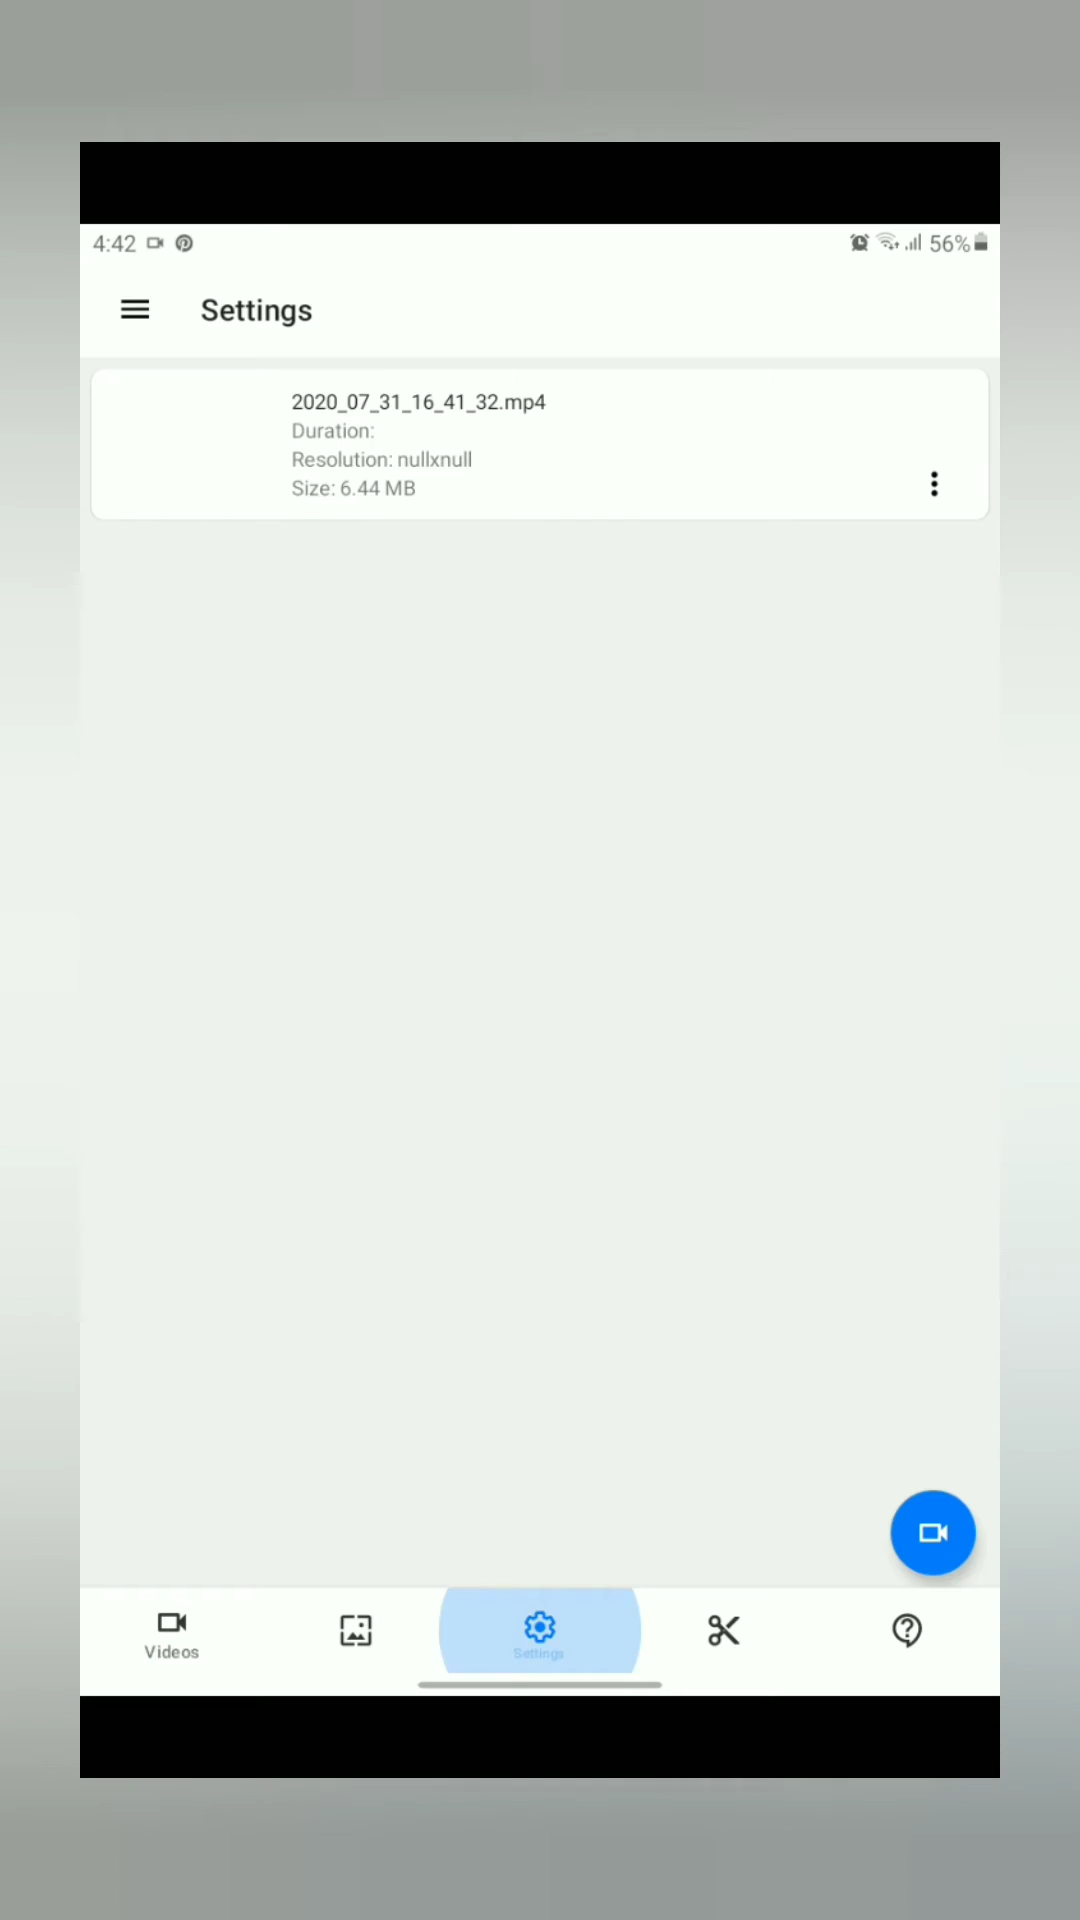 4:42 56%
Settings
2020_07_31_16_41_32.mp4
Duration:
Resolution: nullxnull
Size: 6.44 MB
Videos
Settings